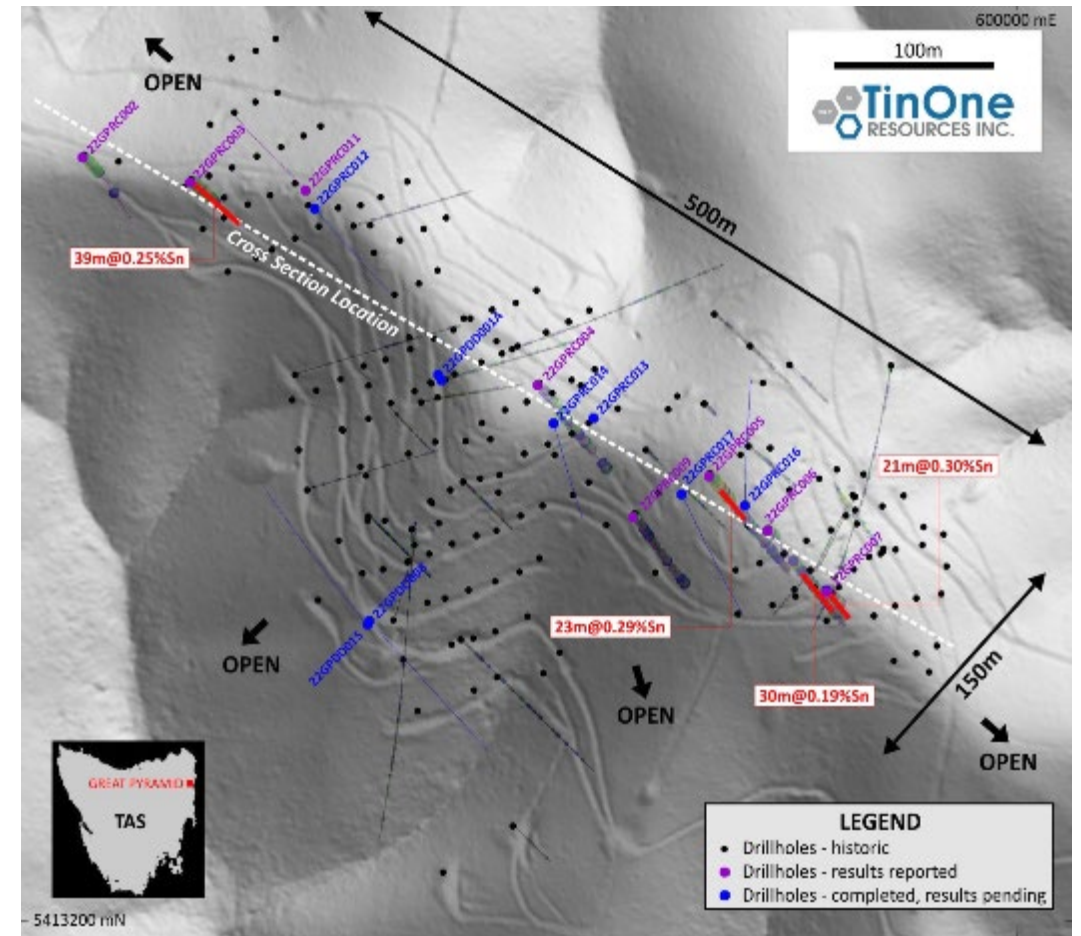 600000 mE
OPEN
100m
TinOne
RESOURCES INC.
22GPRC002
22GPRC003
22GPRC011
22GPRC012
500m
39m@0.25%Sn
Cross Section Location
22GPDD001A
22GPRC004
22GPRC014
22GPRC013
22GPRC009
22GPRC017
22GPRC005
22GPRC016
22GPRC006
21m@0.30%Sn
22GPRC007
22GPDD008
22GPDD015
23m@0.29%Sn
30m@0.19%Sn
150m
OPEN
OPEN
OPEN
GREAT PYRAMID
TAS
LEGEND
Drillholes - historic
Drillholes - results reported
Drillholes - completed, results pending
5413200 mN